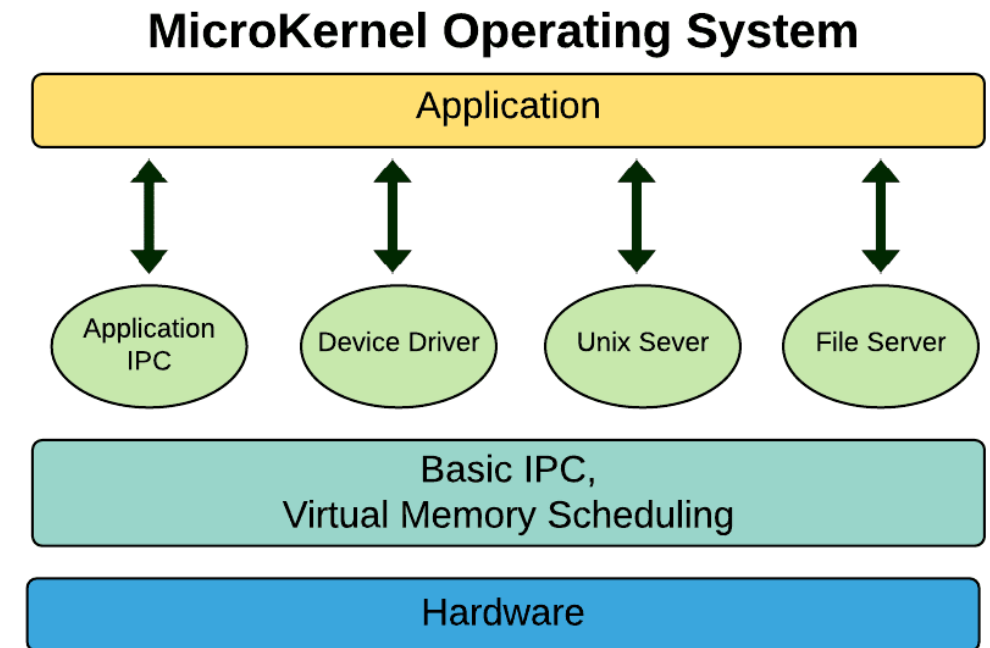 MicroKernel Operating System
Application
Application
IPC
Device Driver
Unix Sever
File Server
Basic IPC,
Virtual Memory Scheduling
Hardware